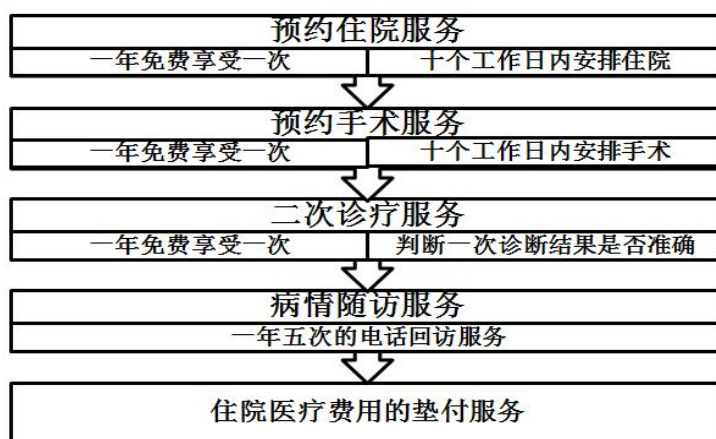 预约住院服务
一年免费享受一次 十个工作日内安排住院
预约手术服务
一年免费享受一次 十个工作日内安排手术
二次诊疗服务
一年免费享受一次 判断一次诊断结果是否准确
病情随访服务
一年五次的电话回访服务
住院医疗费用的垫付服务